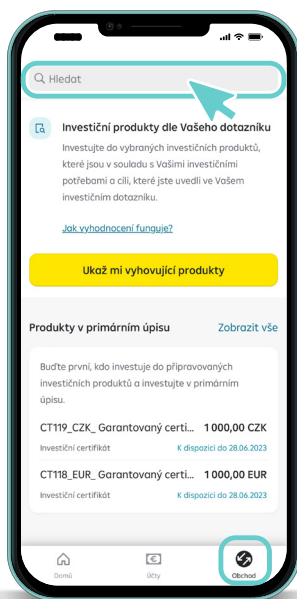 Hledat
Investiční produkty dle Vašeho dotazníku
Investujte do vybraných investičních produktů,
které jsou v souladu s Vašimi investičními
potřebami a cíli, které jste uvedli ve Vašem
investičním dotazníku.
Jak vyhodnocení funguje?
Ukaž mi vyhovující produkty
Produkty v primárním úpisu Zobrazit vše
Buďte první, kdo investuje do připravovaných
investičních produktů a investujte v primárním
úpisu.
CT119_CZK_ Garantovaný certi... 1 000,00 CZK
Investiční certifikát K dispozici do 28.06.2023
CT118_EUR_ Garantovaný certi... 1 000,00 EUR
Investiční certifikát K dispozici do 28.06.2023
Domů Účty Obchod